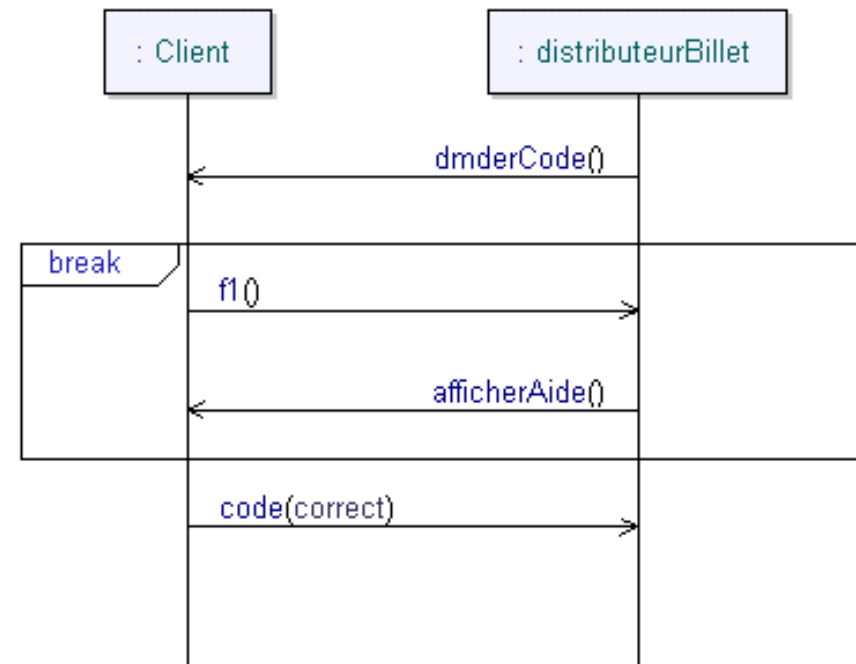 : Client
: distributeurBillet
dmderCode()
break
f1()
afficherAide()
code(correct)